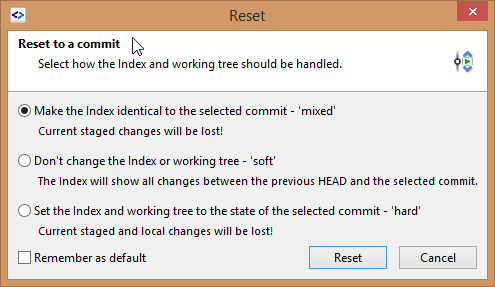 Reset
Reset to a commit
Select how the Index and working tree should be handled.
Make the Index identical to the selected commit - 'mixed'
Current staged changes will be lost!
Don't change the Index or working tree - 'soft'
The Index will show all changes between the previous HEAD and the selected commit.
Set the Index and working tree to the state of the selected commit - 'hard'
Current staged and local changes will be lost!
Remember as default
Reset
Cancel